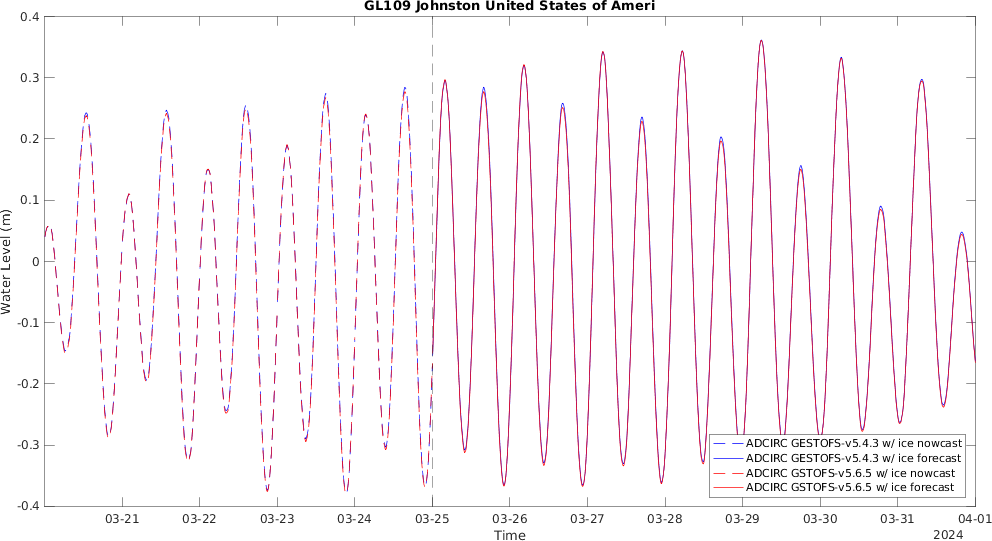 GL109 Johnston United States of Ameri
Water Level (m)
0.4
0.3
0.2
0.1
0
-0.1
-0.2
-0.3
-0.4
ADCIRC GESTOFS-v5.4.3 w/ ice nowcast
ADCIRC GESTOFS-v5.4.3 w/ ice forecast
ADCIRC GSTOFS-v5.6.5 w/ ice nowcast
ADCIRC GSTOFS-v5.6.5 w/ ice forecast
03-21 03-22 03-23 03-24 03-25 03-26 03-27 03-28 03-29 03-30 03-31 04-01
Time
2024